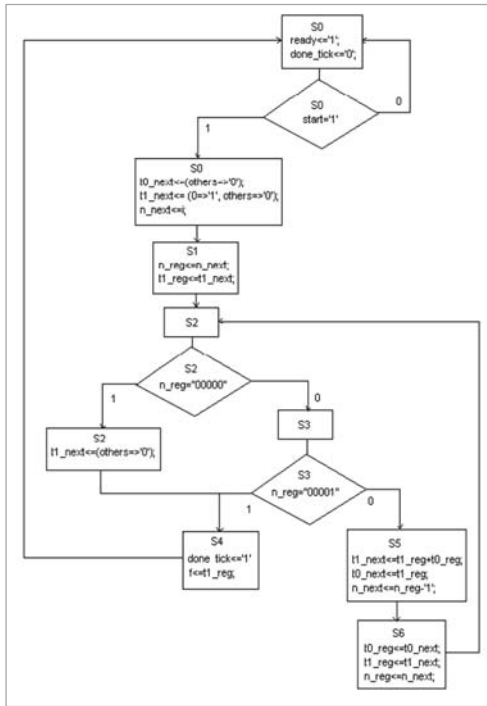 S0
ready<='1';
done_tick<='0';
S0
start='1'
0
1
S0
t0_next<=(others=>'0');
t1_next<= (0=>'1', others=>'0');
n_next<=i;
S1
n_reg<=n_next;
t1_reg<=t1_next;
S2
S2
n_reg="00000"
1
0
S2
t1_next<=(others=>'0');
S3
S3
n_reg="00001"
1
0
S4
done_tick<='1'
f<=t1_reg;
S5
t1_next<=t1_reg+t0_reg;
t0_next<=t1_reg;
n_next<=n_reg-'1';
S6
t0_reg<=t0_next;
t1_reg<=t1_next;
n_reg<=n_next;